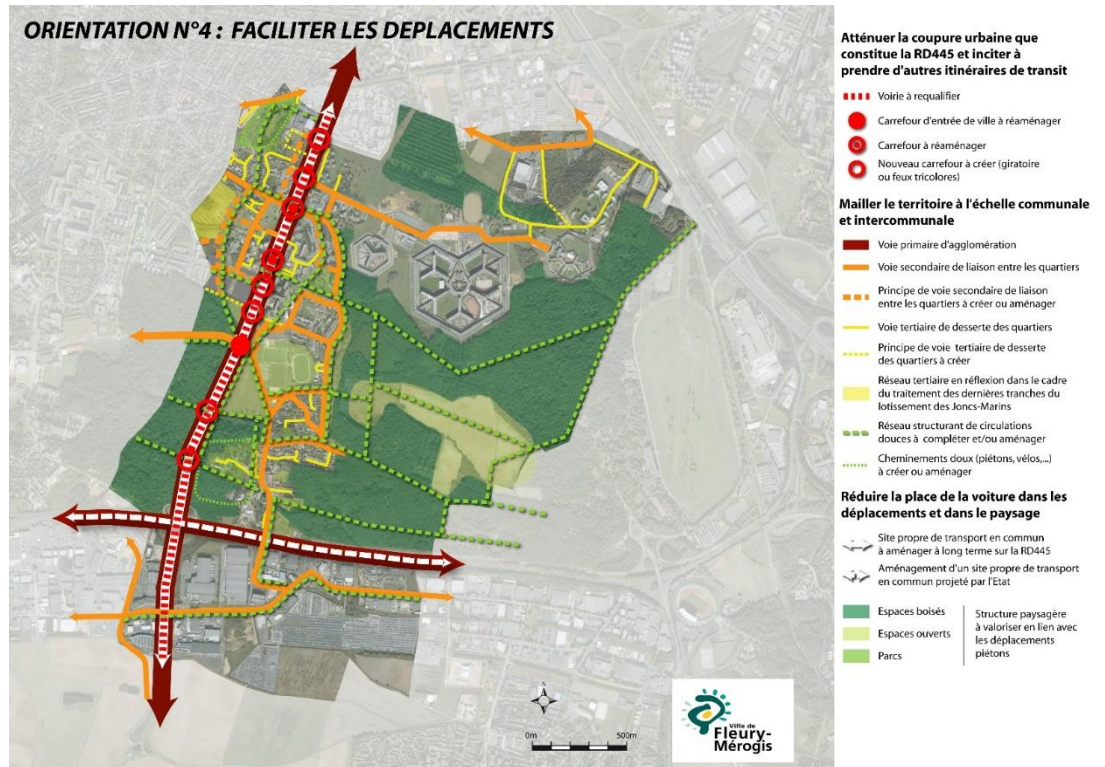 ORIENTATION N°4 : FACILITER LES DEPLACEMENTS
Atténuer la coupure urbaine que
constitue la RD445 et inciter à
prendre d'autres itinéraires de transit
Voirie à requalifier
Carrefour d'entrée de ville à réaménager
Carrefour à réaménager
Nouveau carrefour à créer (giratoire
ou feux tricolores)
Mailler le territoire à l'échelle communale
et intercommunale
Voie primaire d'agglomération
Voie secondaire de liaison entre les quartiers
Principe de voie secondaire de liaison
entre les quartiers à créer ou aménager
Voie tertiaire de desserte des quartiers
Principe de voie tertiaire de desserte
des quartiers à créer
Réseau tertiaire en réflexion dans le cadre
du traitement des dernières tranches du
lotissement des Joncs-Marins
Réseau structurant de circulations
douces à compléter et/ou aménager
Cheminements doux (piétons, vélos,...)
à créer ou aménager
Réduire la place de la voiture dans les
déplacements et dans le paysage
Site propre de transport en commun
à aménager à long terme sur la RD445
Aménagement d'un site propre de transport
en commun projeté par l'Etat
Espaces boisés
Espaces ouverts
Parcs
Structure paysagère
à valoriser en lien avec
les déplacements
piétons
0m 500m
Ville de
Fleury-
Mérogis